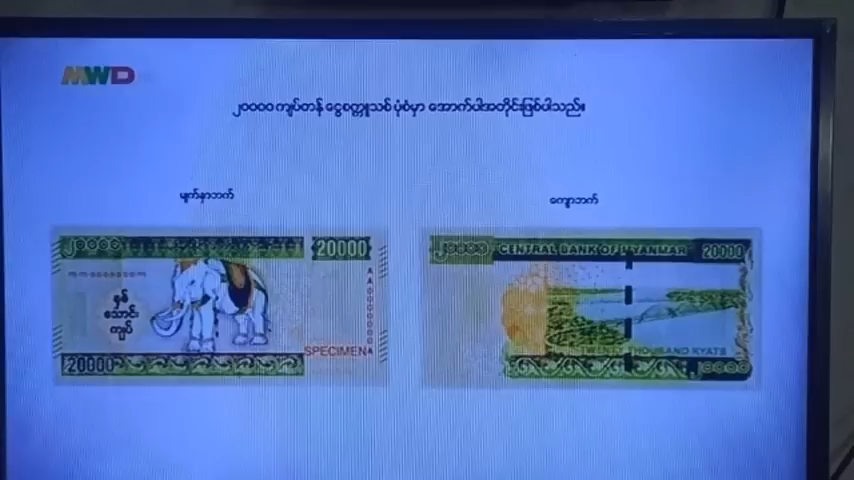 MWD
၂၀၀၀၀ ကျပ်တန် ငွေစက္ကူသစ် ပုံစံမှာ အောက်ပါအတိုင်းဖြစ်ပါသည်။
မျက်နှာဘက်
ကျောဘက်
၂၀၀၀၀
20000
နှစ်
သောင်း
ကျပ်
SPECIMEN
20000
၂၀၀၀၀ CENTRAL BANK OF MYANMAR 20000
TWENTY THOUSAND KYATS
၂၀၀၀၀